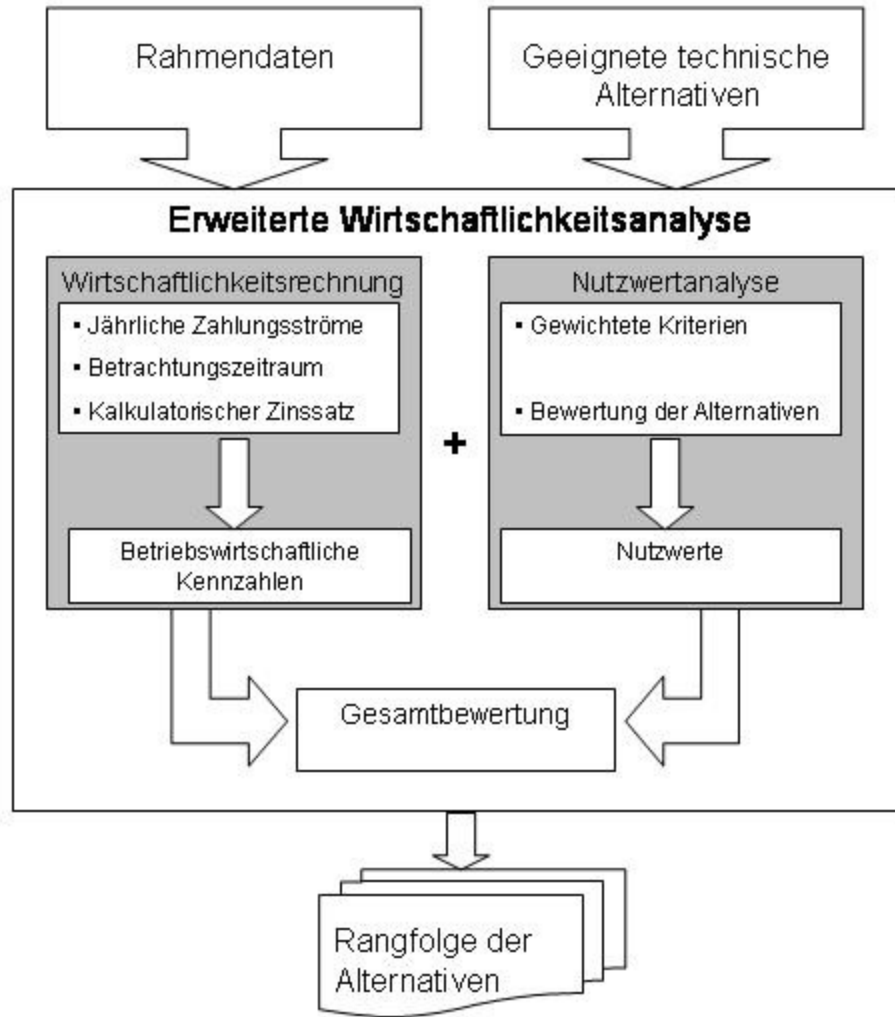 Rahmendaten
Geeignete technische
Alternativen
Erweiterte Wirtschaftlichkeitsanalyse
Wirtschaftlichkeitsrechnung
▪ Jährliche Zahlungsströme
▪ Betrachtungszeitraum
▪ Kalkulatorischer Zinssatz
Betriebswirtschaftliche
Kennzahlen
+
Nutzwertanalyse
▪ Gewichtete Kriterien
▪ Bewertung der Alternativen
Nutzwerte
Gesamtbewertung
Rangfolge der
Alternativen